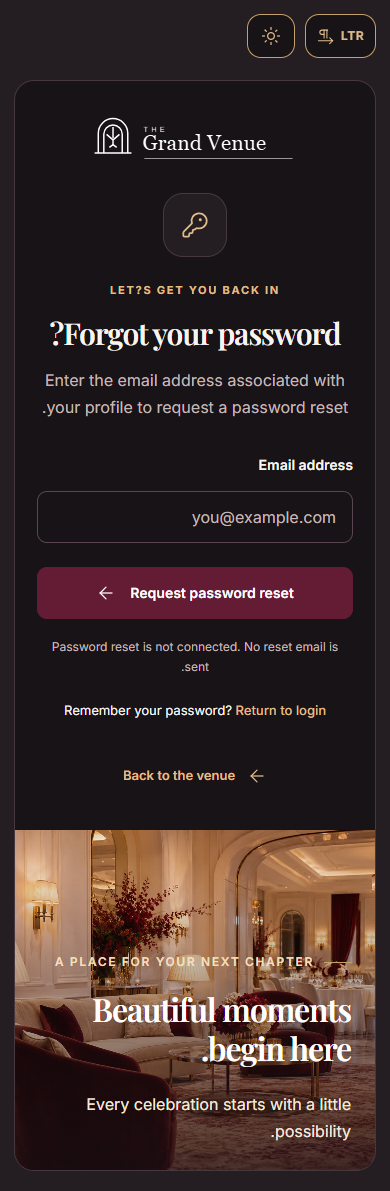 LTR
THE
Grand Venue
LET?S GET YOU BACK IN
?Forgot your password
Enter the email address associated with
.your profile to request a password reset
Email address
you@example.com
Request password reset
Password reset is not connected. No reset email is
.sent
Remember your password? Return to login
Back to the venue
A PLACE FOR YOUR NEXT CHAPTER
Beautiful moments
.begin here
Every celebration starts with a little
.possibility